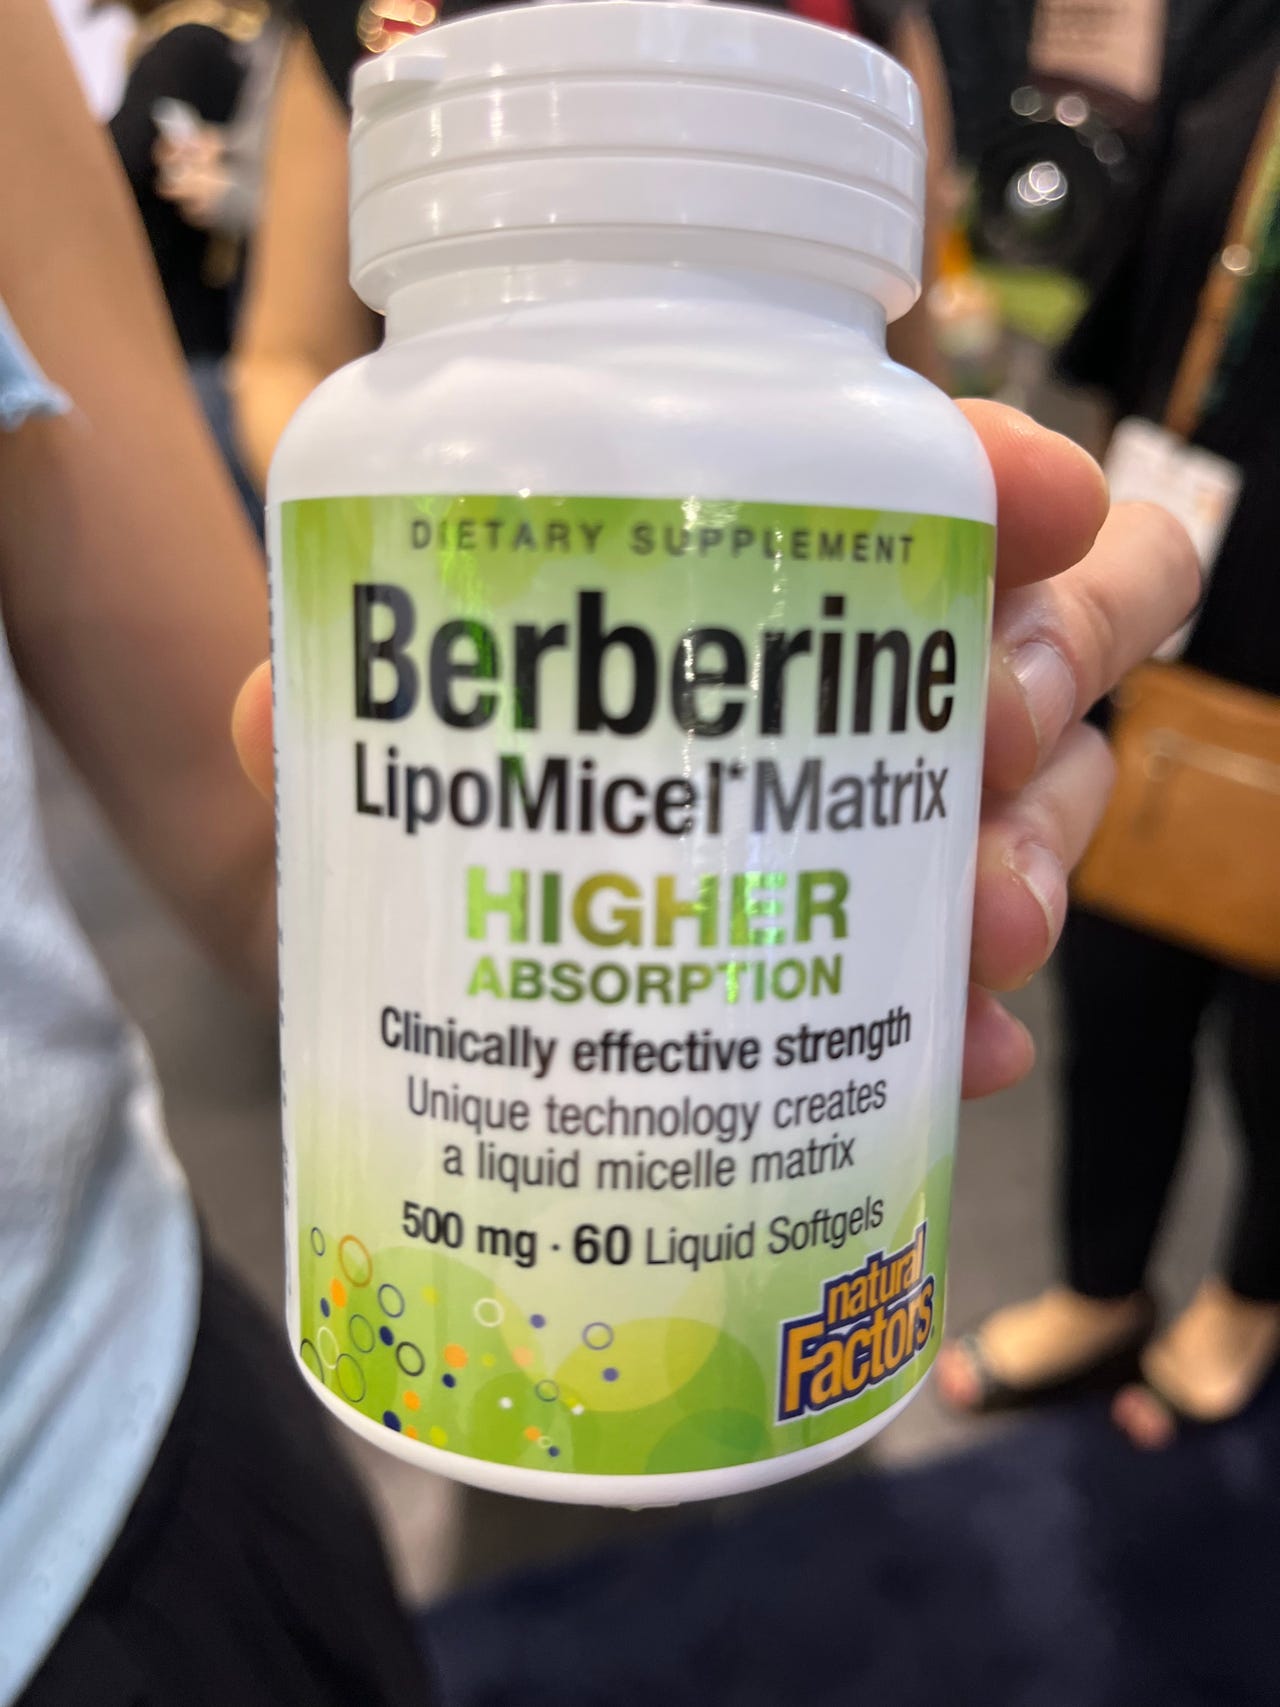 DIETARY SUPPLEMENT
Berberine
LipoMicel* Matrix
HIGHER
ABSORPTION
Clinically effective strength
Unique technology creates
a liquid micelle matrix
500 mg · 60 Liquid Softgels
natural
Factors